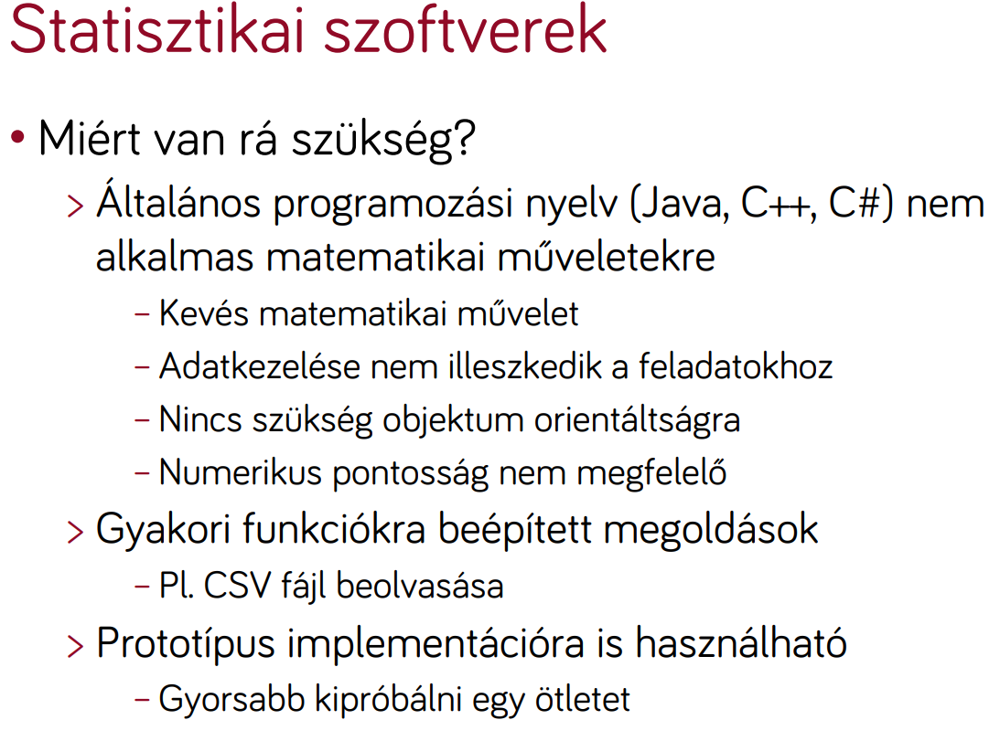 Statisztikai szoftverek
• Miért van rá szükség?
> Általános programozási nyelv (Java, C++, C#) nem
alkalmas matematikai műveletekre
– Kevés matematikai művelet
– Adatkezelése nem illeszkedik a feladatokhoz
– Nincs szükség objektum orientáltságra
– Numerikus pontosság nem megfelelő
> Gyakori funkciókra beépített megoldások
– Pl. CSV fájl beolvasása
> Prototípus implementációra is használható
– Gyorsabb kipróbálni egy ötletet